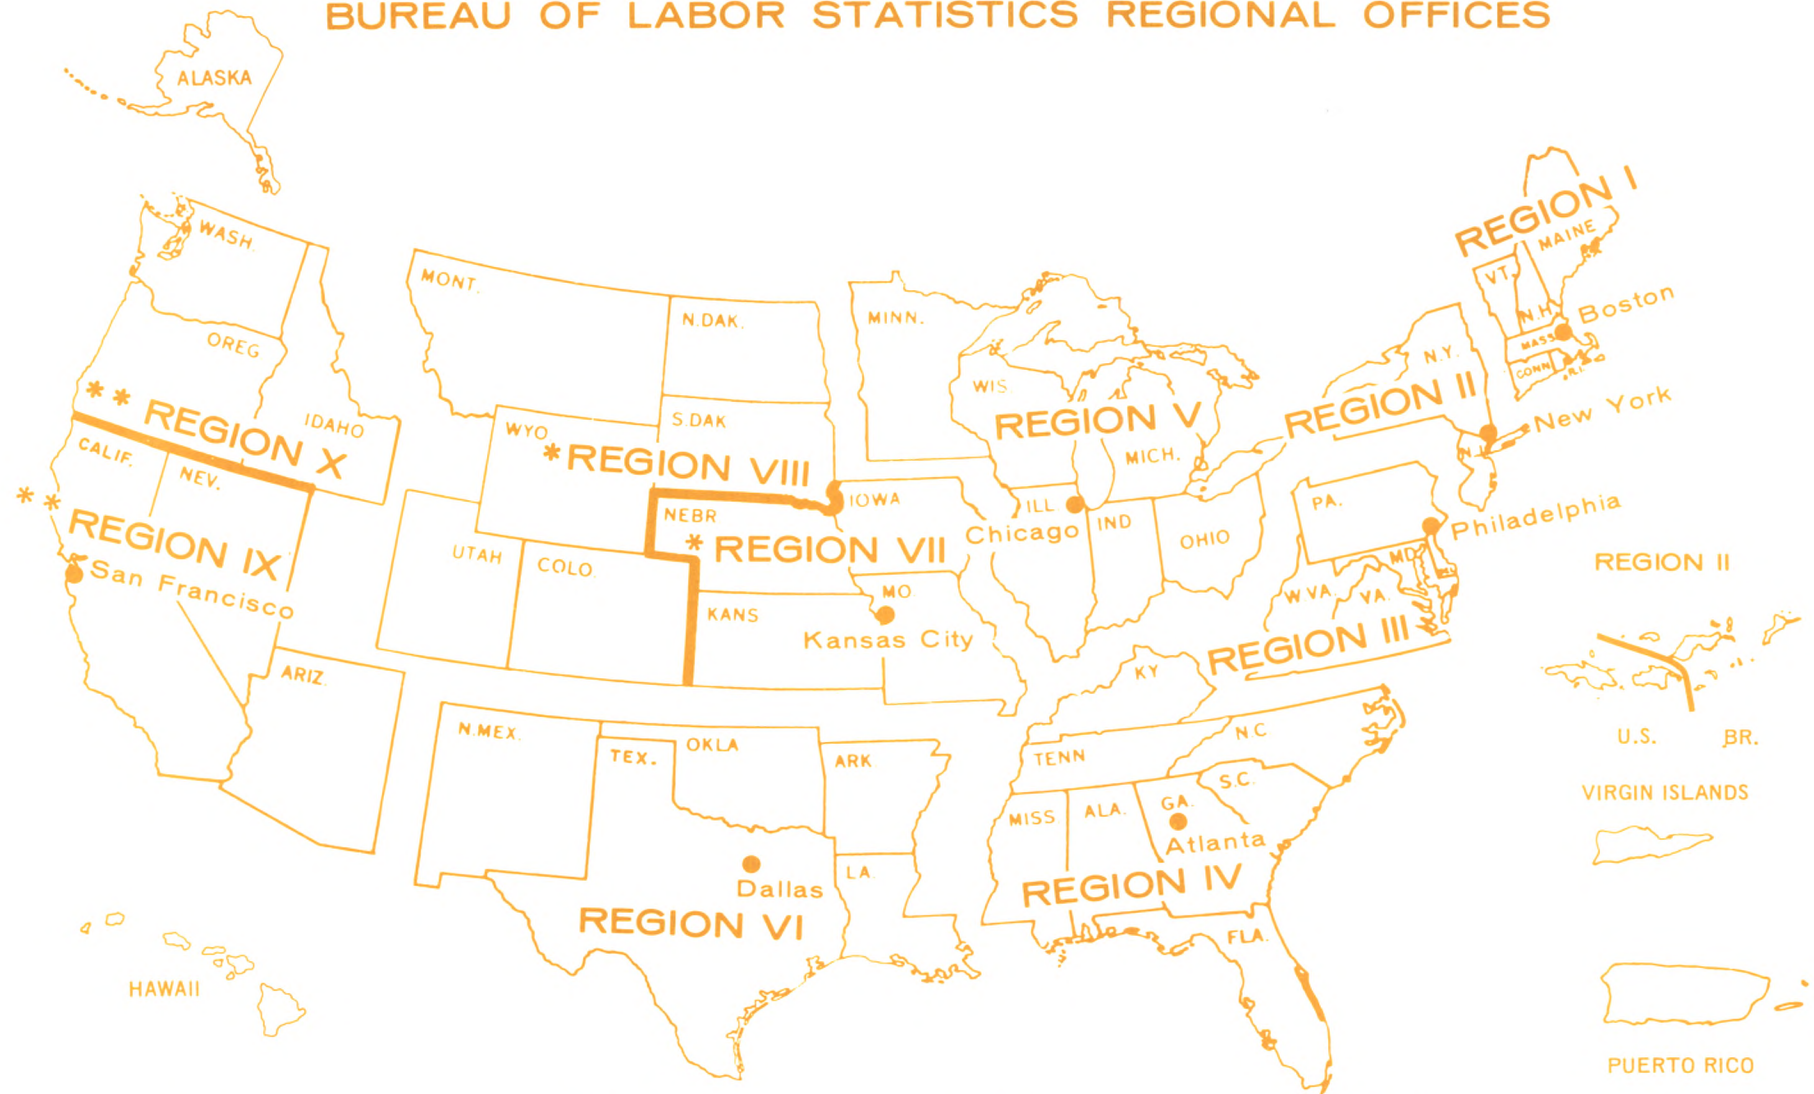 BUREAU OF LABOR STATISTICS REGIONAL OFFICES
ALASKA
WASH.
OREG
IDAHO
** REGION X
CALIF.
NEV.
** REGION IX
San Francisco
ARIZ.
HAWAII
MONT.
N.DAK.
S.DAK
WYO
* REGION VIII
UTAH
COLO.
NEBR
IOWA
* REGION VII
KANS
MO
Kansas City
N.MEX.
TEX.
OKLA
ARK
LA.
Dallas
REGION VI
MINN.
WIS
REGION V
MICH.
ILL
Chicago
IND
OHIO
KY
TENN
N.C
S.C.
MISS
ALA.
GA.
Atlanta
REGION IV
FLA.
REGION I
MAINE
VT.
N.H.
MASS
CONN
R.I.
Boston
N.Y.
REGION II
New York
N.J.
PA.
Philadelphia
MD
DEL
W VA.
VA.
REGION III
REGION II
U.S. BR.
VIRGIN ISLANDS
PUERTO RICO